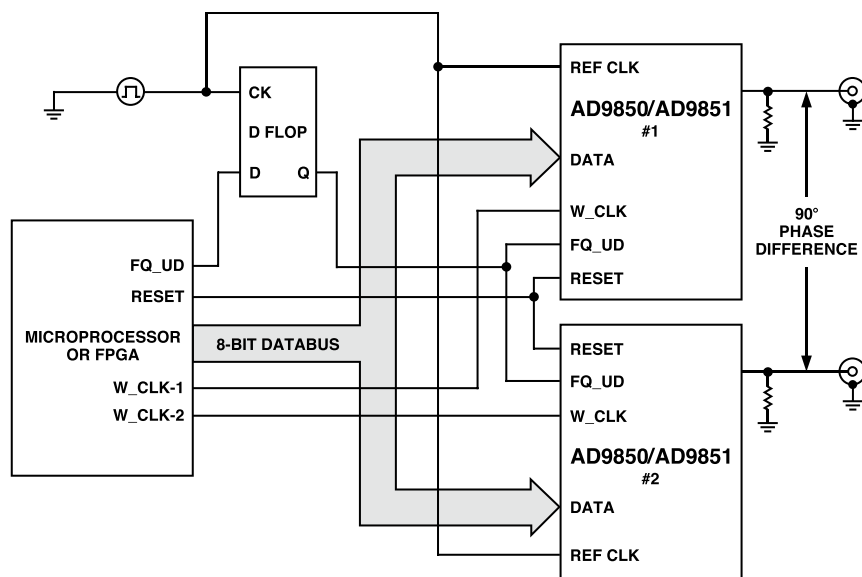 CK
D FLOP
D
Q
REF CLK
AD9850/AD9851
#1
DATA
W_CLK
FQ_UD
RESET
90°
PHASE
DIFFERENCE
FQ_UD
RESET
MICROPROCESSOR
OR FPGA
8-BIT DATABUS
W_CLK-1
W_CLK-2
RESET
FQ_UD
W_CLK
AD9850/AD9851
#2
DATA
REF CLK